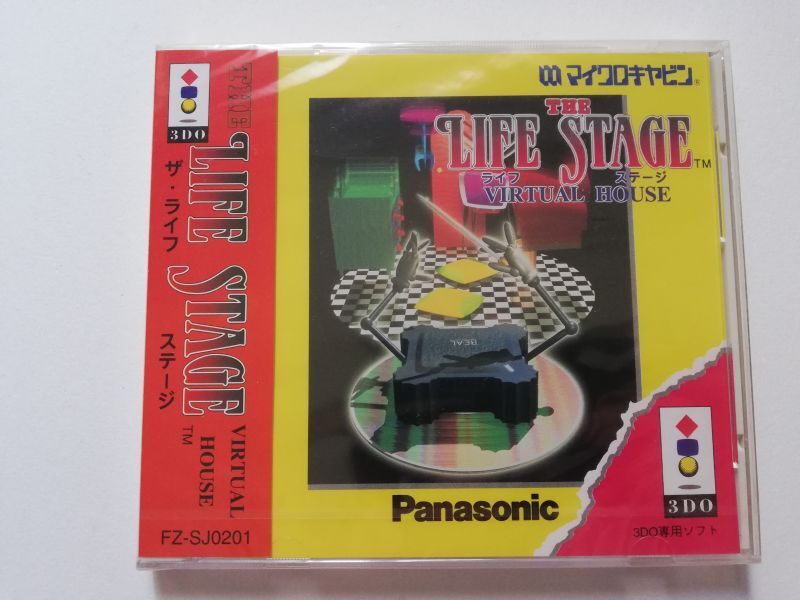 3DO
THE LIFE STAGE
ザ・ライフ ステージ
VIRTUAL HOUSE
TM
FZ-SJ0201
マイクロキャビン®
THE
LIFE STAGE TM
ライフ ステージ
VIRTUAL HOUSE
REAL
Panasonic
3DO
3DO専用ソフト